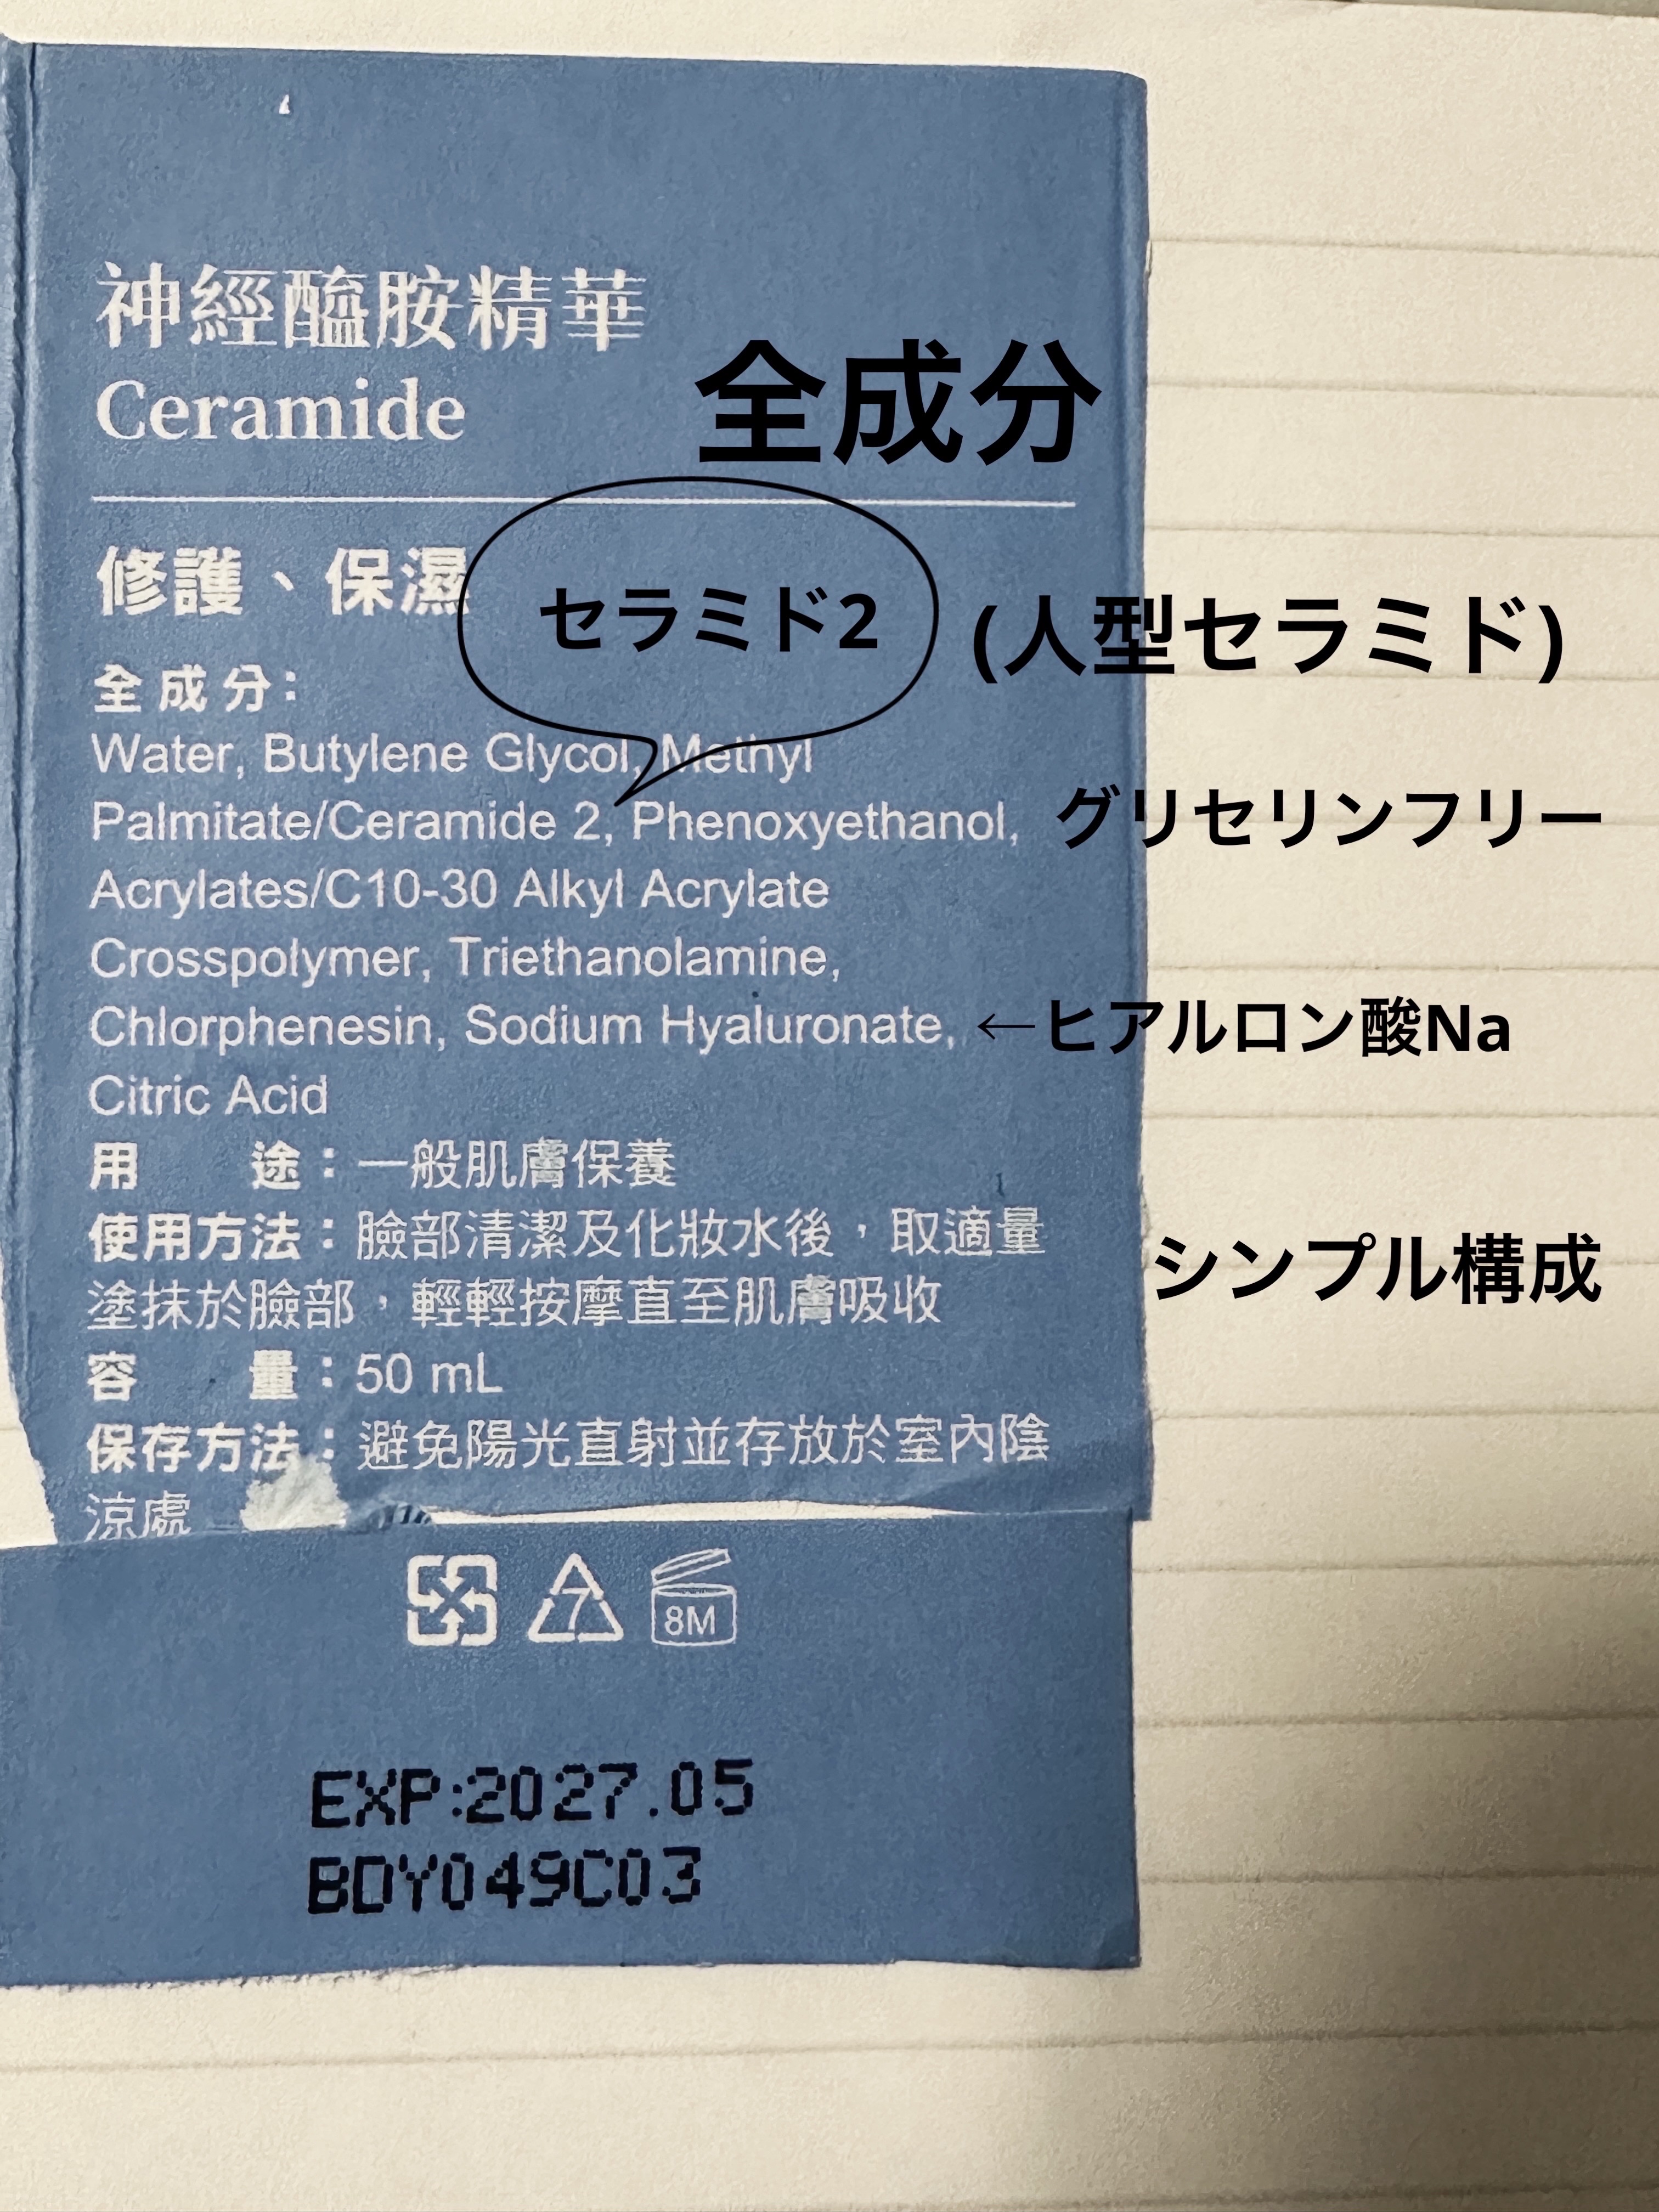 神經醯胺精華
Ceramide
全成分
修護、保濕
セラミド2
(人型セラミド)
全成分:
Water, Butylene Glycol, Methyl
Palmitate/Ceramide 2, Phenoxyethanol,
グリセリンフリー
Acrylates/C10-30 Alkyl Acrylate
Crosspolymer, Triethanolamine,
Chlorphenesin, Sodium Hyaluronate,
←ヒアルロン酸Na
Citric Acid
用途：一般肌膚保養
使用方法：臉部清潔及化妝水後，取適量
塗抹於臉部，輕輕按摩直至肌膚吸收
シンプル構成
容量：50 mL
保存方法：避免陽光直射並存放於室內陰
涼處
7
8M
EXP:2027.05
BDY049C03